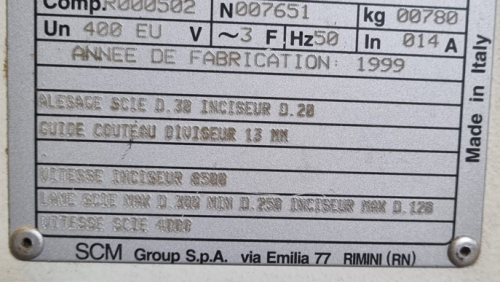 Comp.R000502 N007651 kg 00780
Un 400 EU V ~3 F Hz50 In 014 A
ANNEE DE FABRICATION: 1999
ALESAGE SCIE D.30 INCISEUR D.20
GUIDE COUTEAU DIVISEUR 13 MM
VITESSE INCISEUR 8500
LAME SCIE MAX D.300 MIN D.250 INCISEUR MAX D.120
VITESSE SCIE 4000
SCM Group S.p.A. via Emilia 77 RIMINI (RN)
Made in Italy